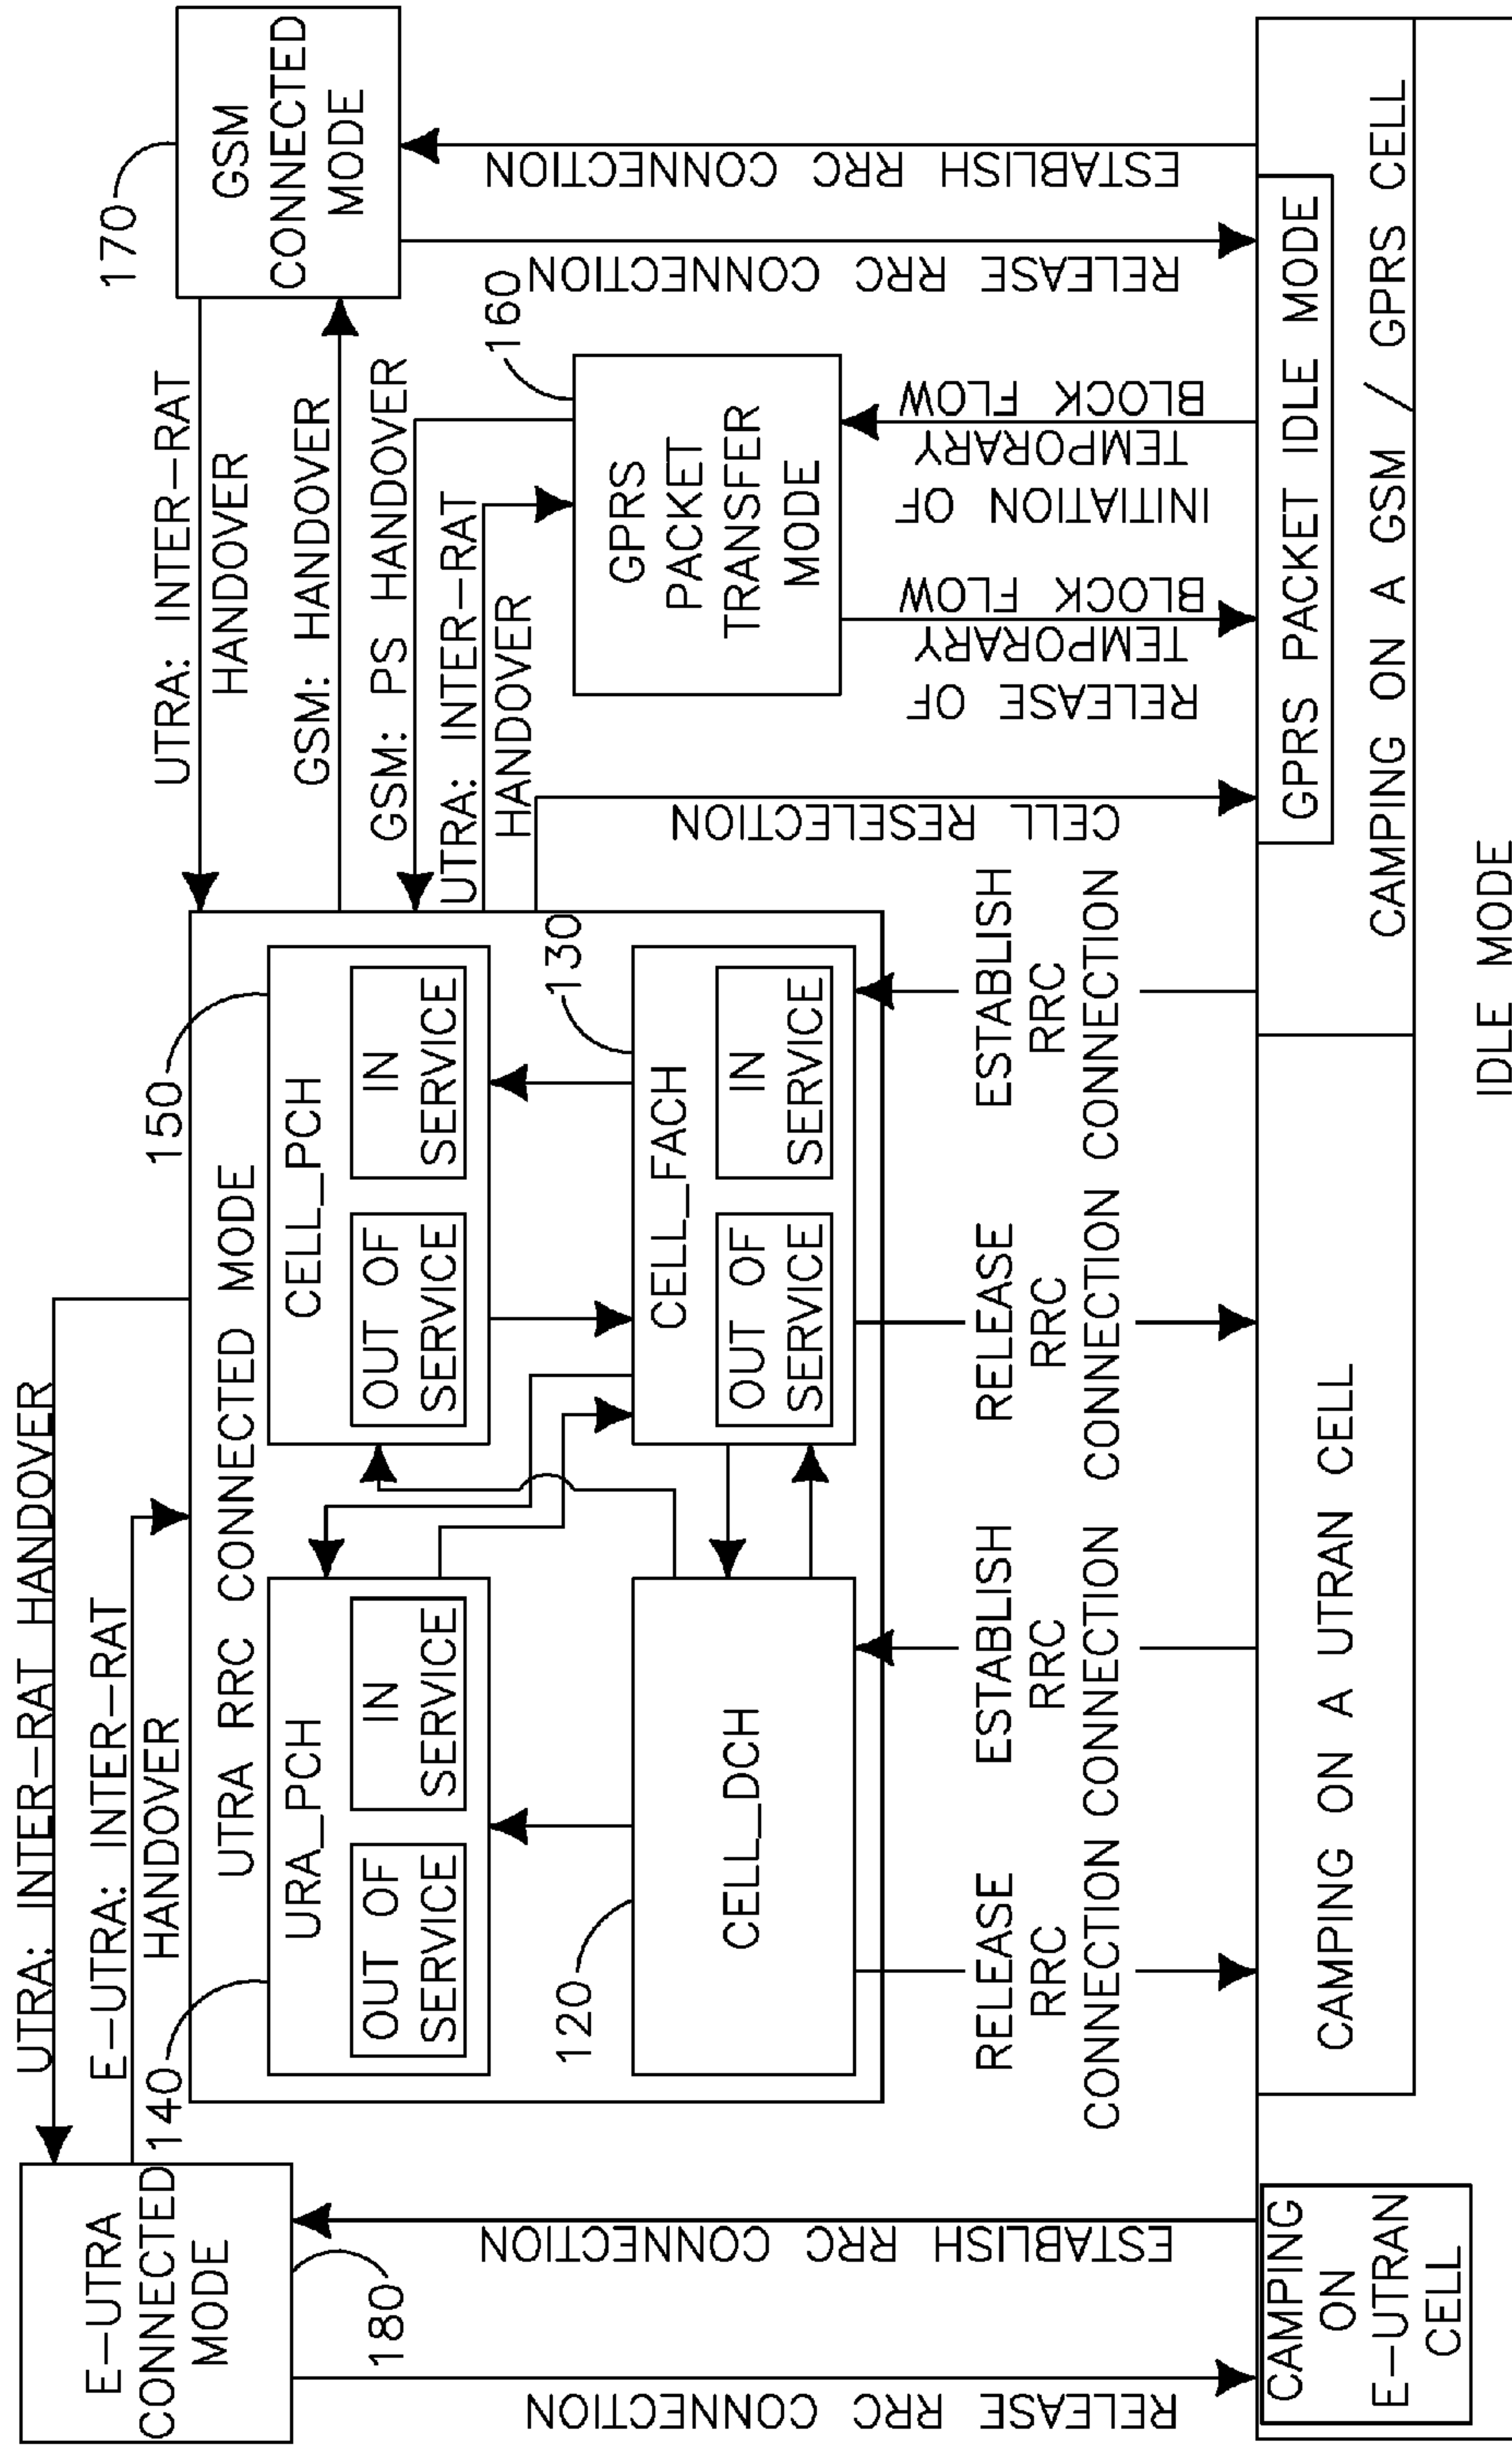 UTRA: INTER-RAT HANDOVER
E-UTRA: INTER-RAT
HANDOVER
E-UTRA
CONNECTED
MODE
180
140
UTRA RRC CONNECTED MODE
150
URA_PCH
OUT OF
SERVICE
IN
SERVICE
CELL_PCH
OUT OF
SERVICE
IN
SERVICE
120
CELL_DCH
130
CELL_FACH
OUT OF
SERVICE
IN
SERVICE
UTRA: INTER-RAT
HANDOVER
GSM: HANDOVER
GSM: PS HANDOVER
UTRA: INTER-RAT
HANDOVER
170
GSM
CONNECTED
MODE
160
GPRS
PACKET
TRANSFER
MODE
RELEASE RRC CONNECTION
ESTABLISH RRC CONNECTION
RELEASE
RRC
CONNECTION
ESTABLISH
RRC
CONNECTION
RELEASE
RRC
CONNECTION
ESTABLISH
RRC
CONNECTION
CELL RESELECTION
RELEASE OF
TEMPORARY
BLOCK FLOW
INITIATION OF
TEMPORARY
BLOCK FLOW
RELEASE RRC CONNECTION
ESTABLISH RRC CONNECTION
CAMPING
ON
E-UTRAN
CELL
CAMPING ON A UTRAN CELL
GPRS PACKET IDLE MODE
CAMPING ON A GSM / GPRS CELL
IDLE MODE